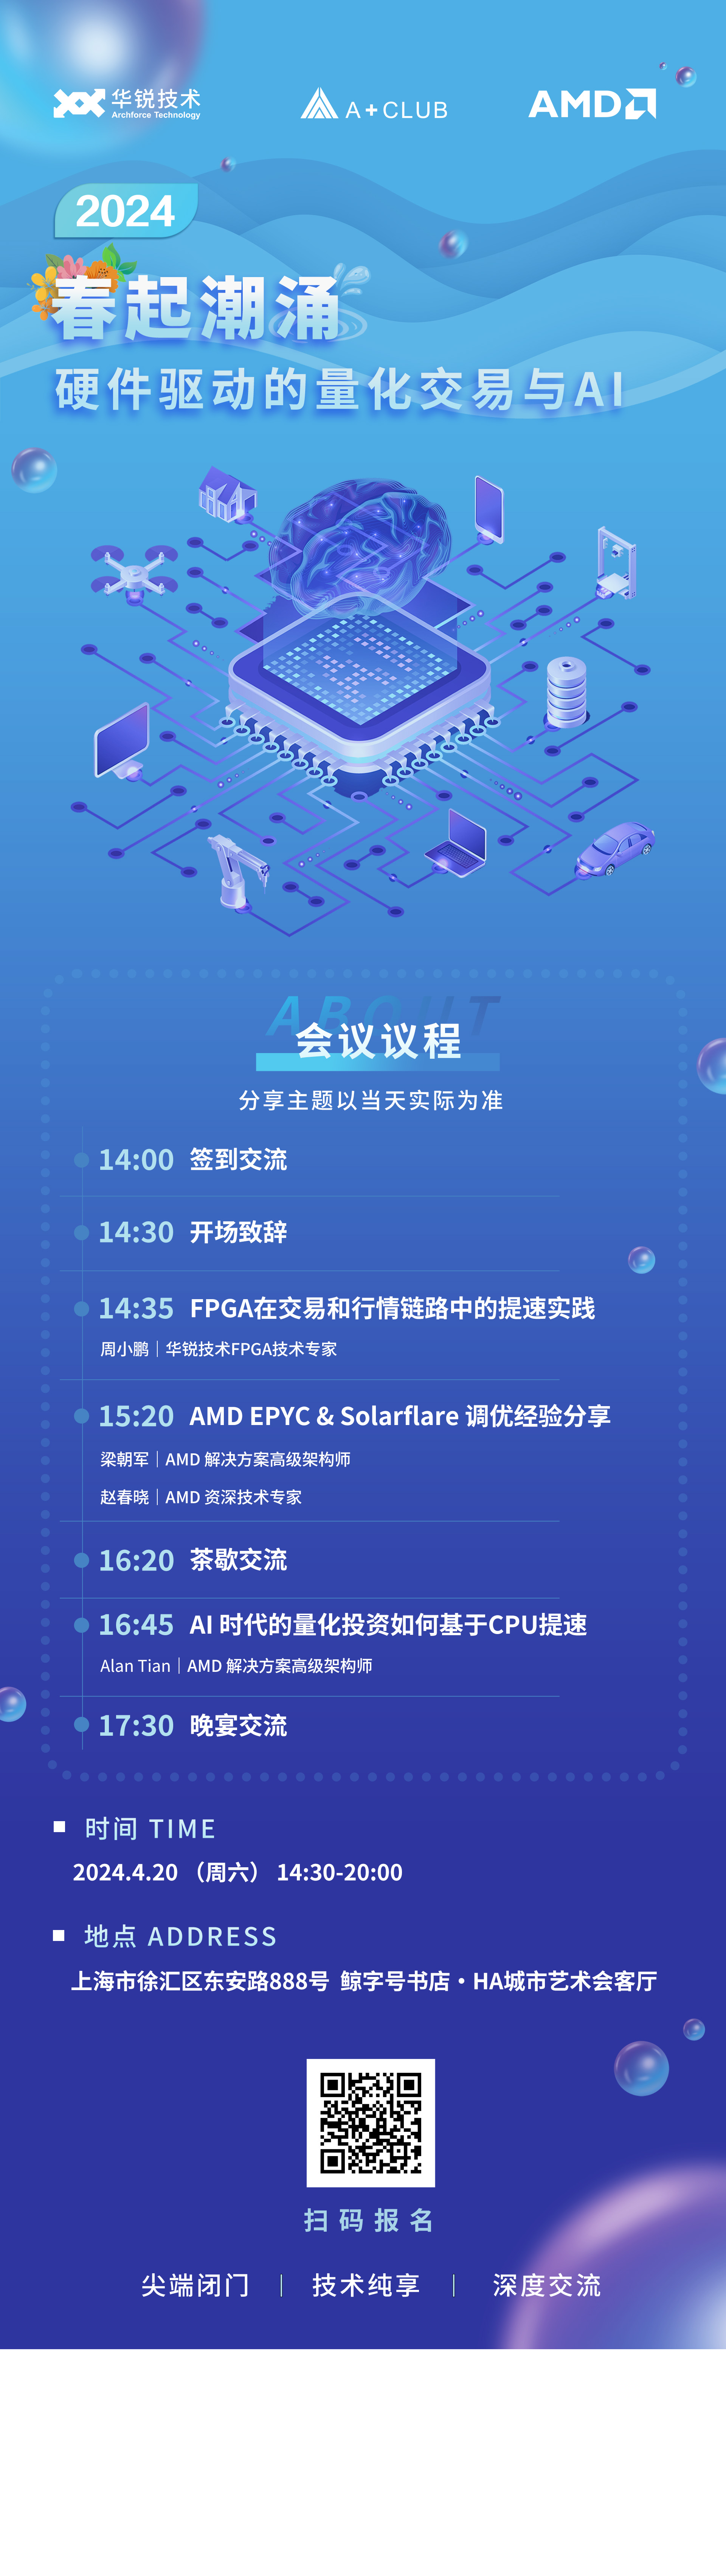 华锐技术
Archforce Technology
A+CLUB
AMD
2024
春起潮涌
硬件驱动的量化交易与AI
ABOUT
会议议程
分享主题以当天实际为准
14:00 签到交流
14:30 开场致辞
14:35 FPGA在交易和行情链路中的提速实践
周小鹏｜华锐技术FPGA技术专家
15:20 AMD EPYC & Solarflare 调优经验分享
梁朝军｜AMD 解决方案高级架构师
赵春晓｜AMD 资深技术专家
16:20 茶歇交流
16:45 AI 时代的量化投资如何基于CPU提速
Alan Tian｜AMD 解决方案高级架构师
17:30 晚宴交流
时间 TIME
2024.4.20 （周六） 14:30-20:00
地点 ADDRESS
上海市徐汇区东安路888号 鲸字号书店·HA城市艺术会客厅
扫码报名
尖端闭门 ｜ 技术纯享 ｜ 深度交流